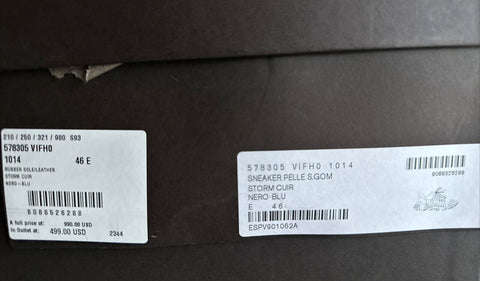 210 / 250 / 321 / 980 S93
578305 VIFH0
1014 46 E
RUBBER SOLE/LEATHER
STORM CUIR
NERO-BLU
8088526288
A full price of: 990.00 USD
In Outlet at: 499.00 USD 2344
578305 VIFH0 1014
SNEAKER PELLE S.GOM
STORM CUIR
NERO-BLU
E 46
ESPV901062A